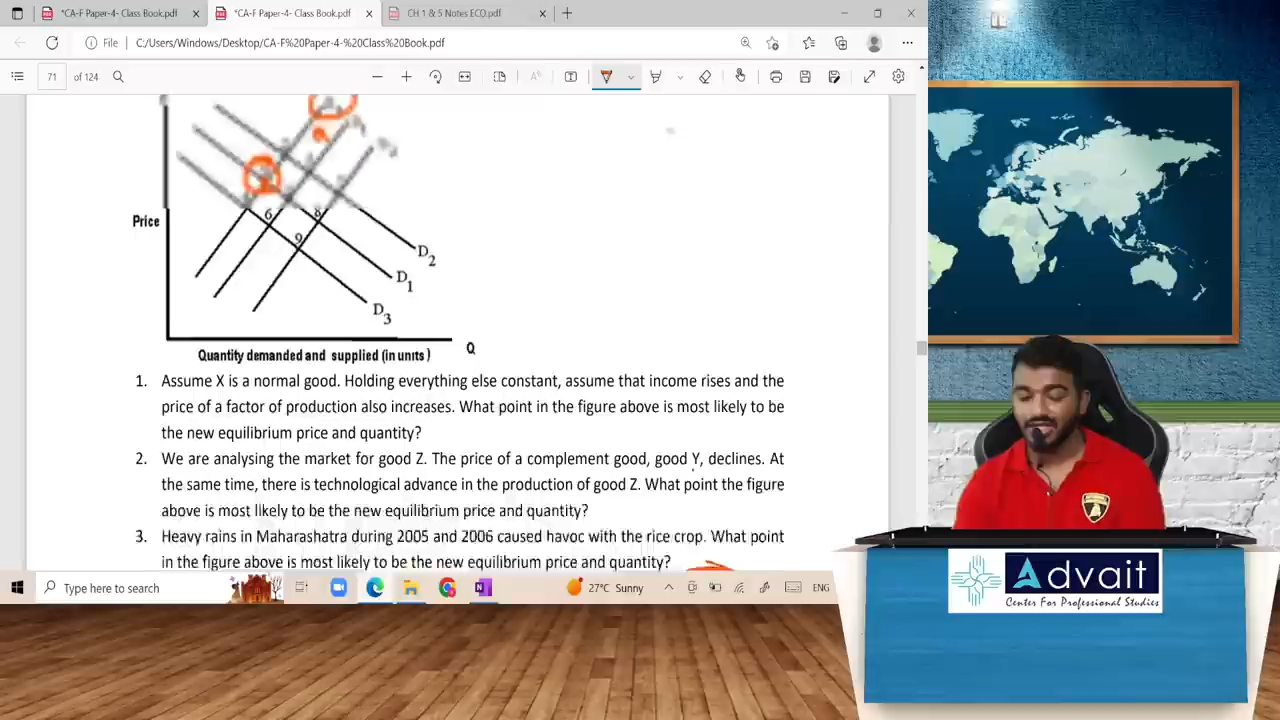 *CA-F Paper-4- Class Book.pdf
*CA-F Paper-4- Class Book.pdf
CH 1 & 5 Notes ECO.pdf
File
C:/Users/Windows/Desktop/CA-F%20Paper-4-%20Class%20Book.pdf
71 of 124
6
8
9
Price
D2
D1
D3
Q
Quantity demanded and supplied (in units)
1. Assume X is a normal good. Holding everything else constant, assume that income rises and the
price of a factor of production also increases. What point in the figure above is most likely to be
the new equilibrium price and quantity?
2. We are analysing the market for good Z. The price of a complement good, good Y, declines. At
the same time, there is technological advance in the production of good Z. What point the figure
above is most likely to be the new equilibrium price and quantity?
3. Heavy rains in Maharashatra during 2005 and 2006 caused havoc with the rice crop. What point
in the figure above is most likely to be the new equilibrium price and quantity?
Type here to search
27°C Sunny
ENG
Advait
Center For Professional Studies